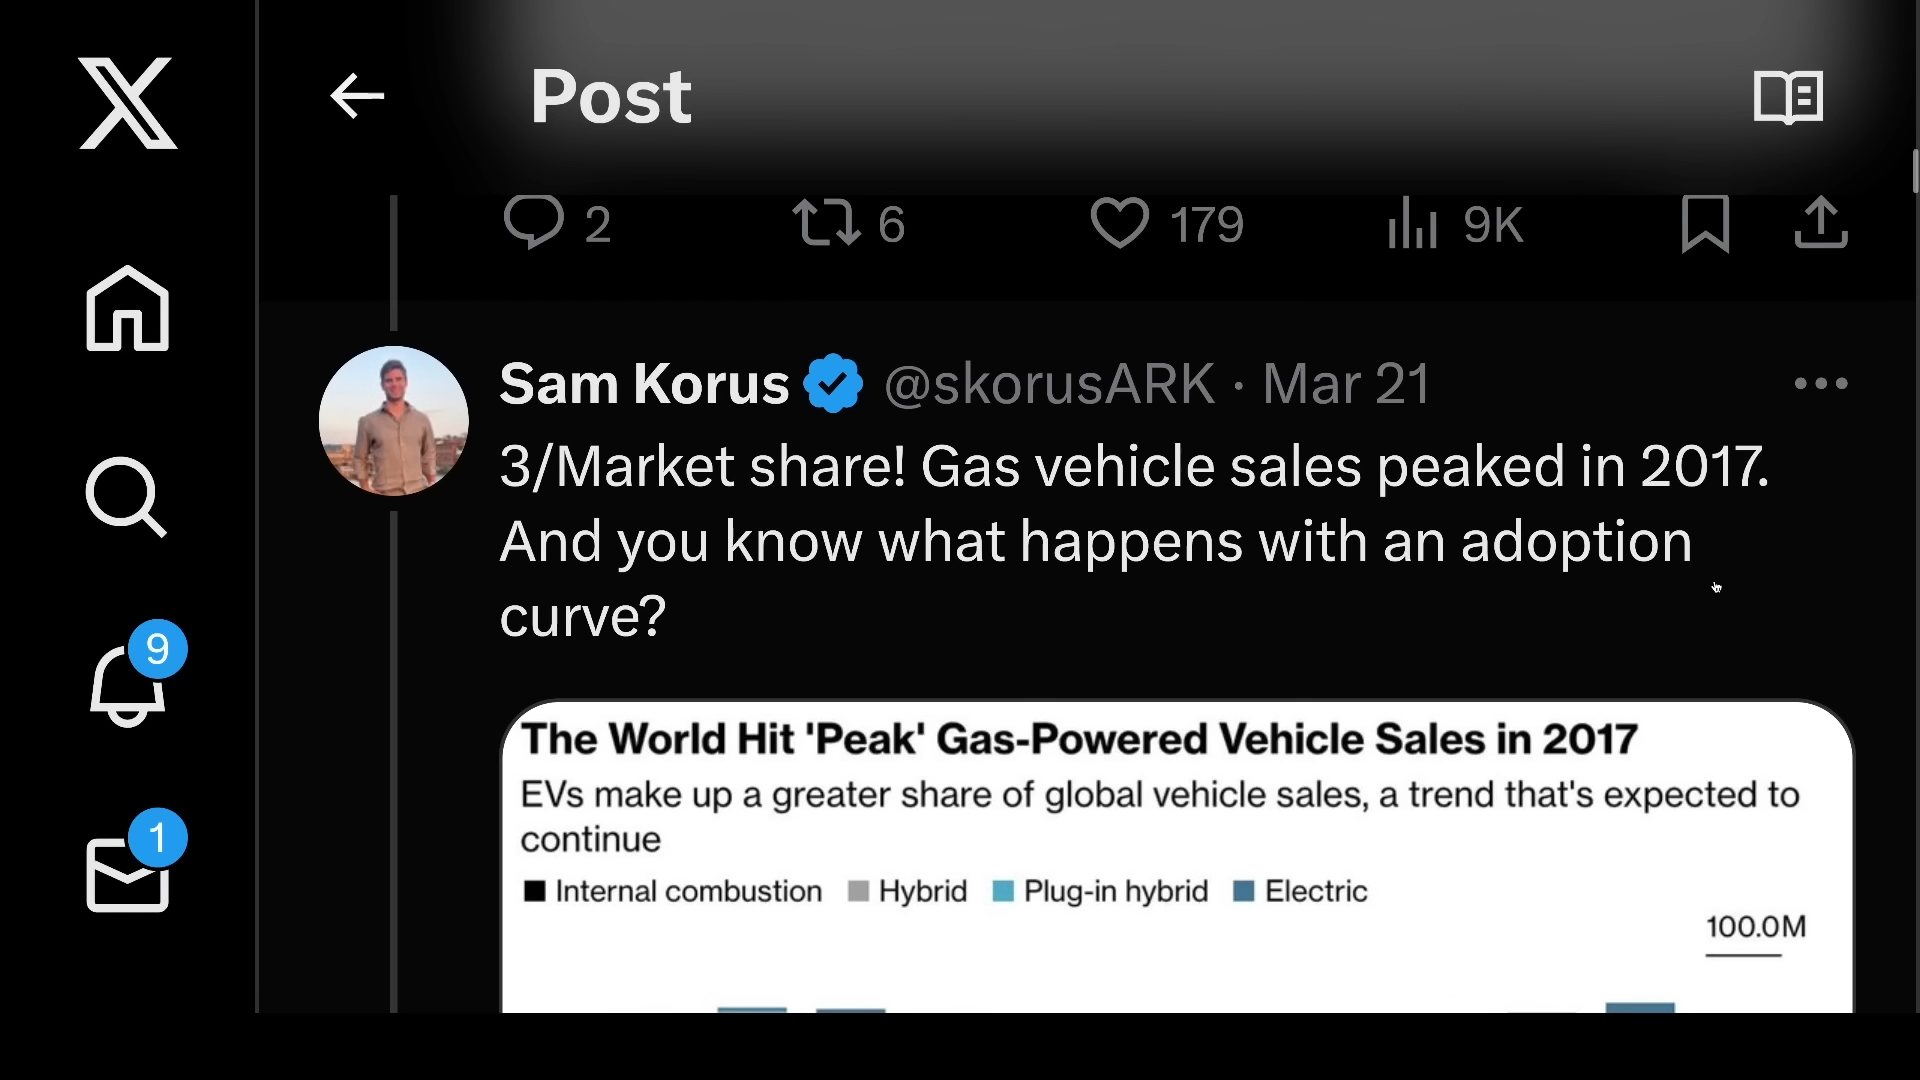 Post
2 6 179 9K
Sam Korus @skorusARK · Mar 21
3/Market share! Gas vehicle sales peaked in 2017.
And you know what happens with an adoption
curve?
9
1
The World Hit 'Peak' Gas-Powered Vehicle Sales in 2017
EVs make up a greater share of global vehicle sales, a trend that's expected to
continue
Internal combustion Hybrid Plug-in hybrid Electric
100.0M